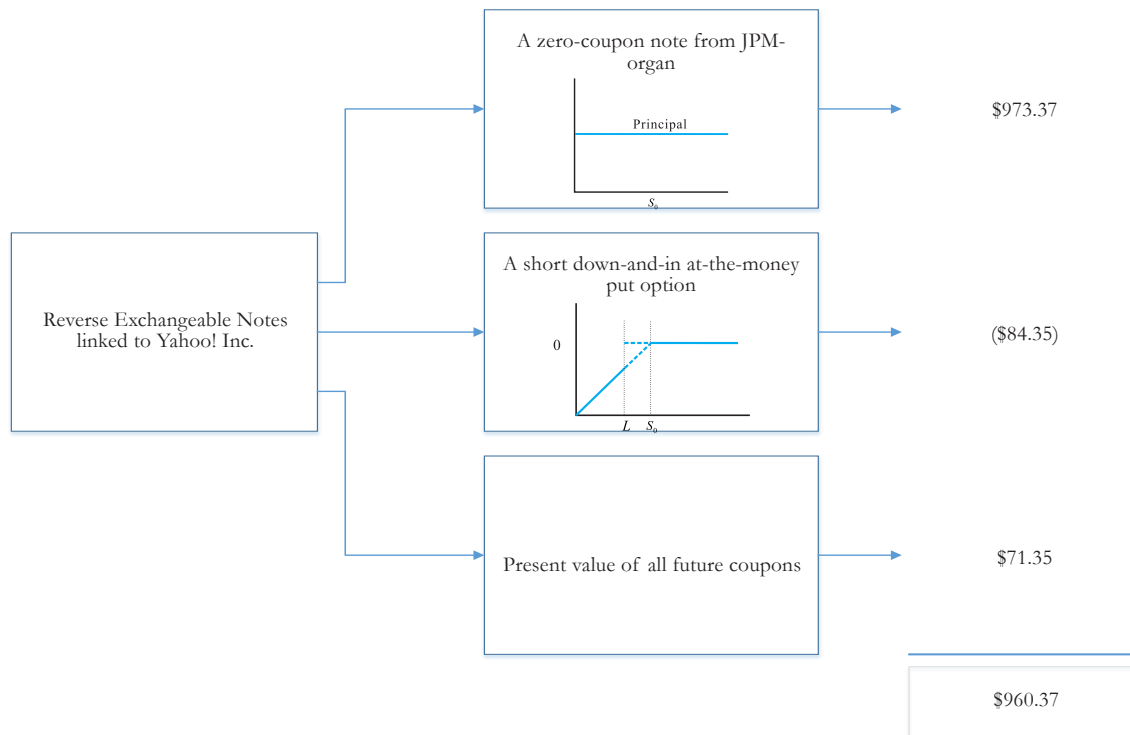 A zero-coupon note from JPM-
organ
Principal
S₀
$973.37
Reverse Exchangeable Notes
linked to Yahoo! Inc.
A short down-and-in at-the-money
put option
0
L S₀
($84.35)
Present value of all future coupons
$71.35
$960.37